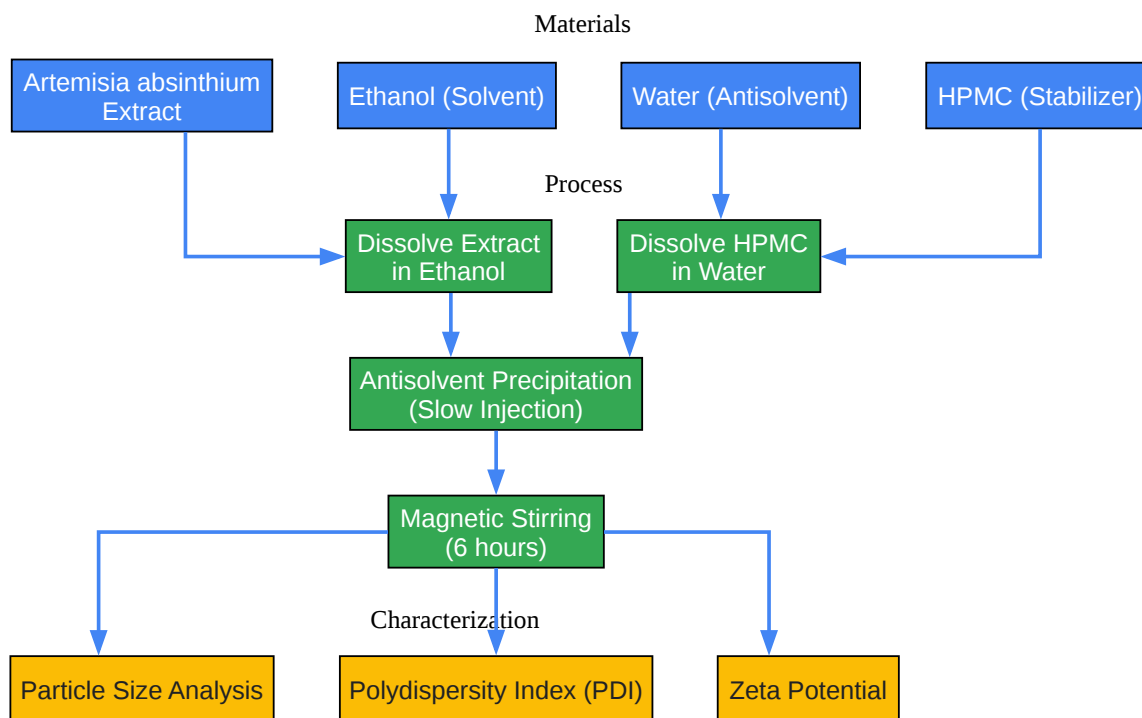 Materials
Artemisia absinthium
Extract
Ethanol (Solvent)
Water (Antisolvent)
HPMC (Stabilizer)
Process
Dissolve Extract
in Ethanol
Dissolve HPMC
in Water
Antisolvent Precipitation
(Slow Injection)
Magnetic Stirring
(6 hours)
Characterization
Particle Size Analysis
Polydispersity Index (PDI)
Zeta Potential